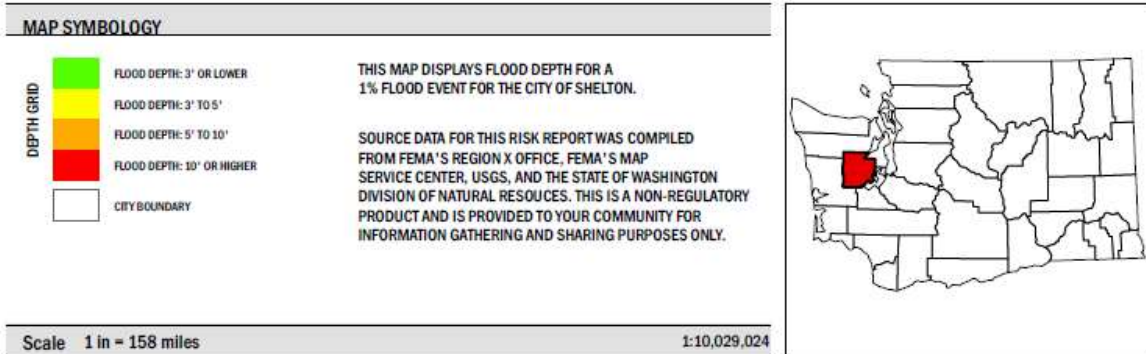 MAP SYMBOLOGY
DEPTH GRID
FLOOD DEPTH: 3' OR LOWER
FLOOD DEPTH: 3' TO 5'
FLOOD DEPTH: 5' TO 10'
FLOOD DEPTH: 10' OR HIGHER
CITY BOUNDARY
THIS MAP DISPLAYS FLOOD DEPTH FOR A
1% FLOOD EVENT FOR THE CITY OF SHELTON.
SOURCE DATA FOR THIS RISK REPORT WAS COMPILED
FROM FEMA'S REGION X OFFICE, FEMA'S MAP
SERVICE CENTER, USGS, AND THE STATE OF WASHINGTON
DIVISION OF NATURAL RESOUCES. THIS IS A NON-REGULATORY
PRODUCT AND IS PROVIDED TO YOUR COMMUNITY FOR
INFORMATION GATHERING AND SHARING PURPOSES ONLY.
Scale 1 in = 158 miles
1:10,029,024